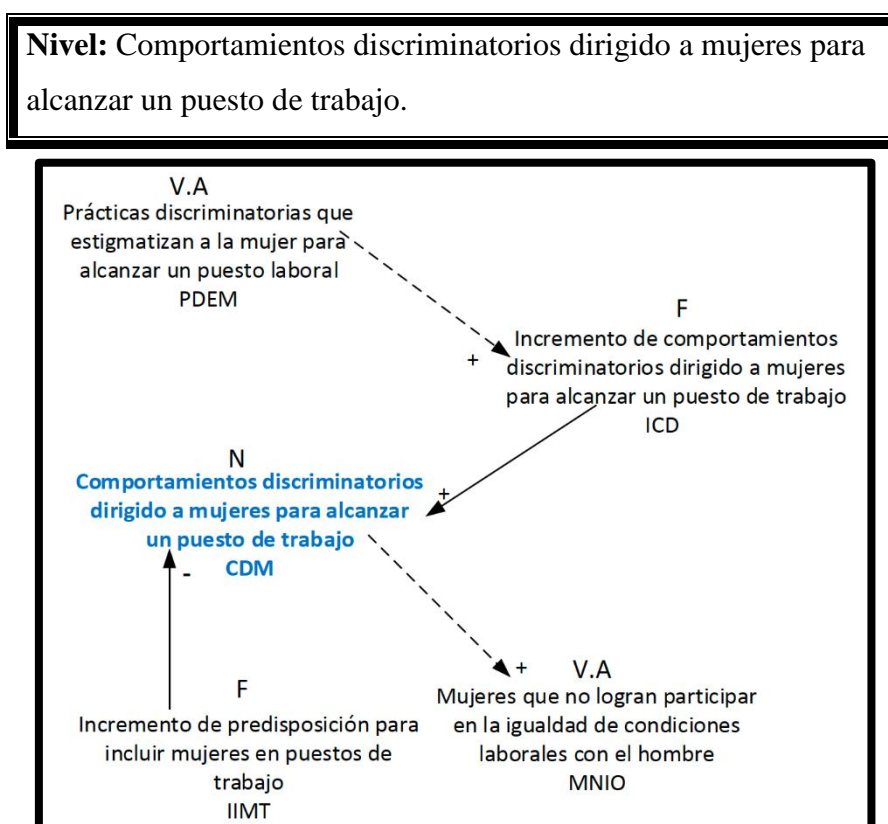 Nivel: Comportamientos discriminatorios dirigido a mujeres para
alcanzar un puesto de trabajo.
V.A
Prácticas discriminatorias que
estigmatizan a la mujer para
alcanzar un puesto laboral
PDEM
F
Incremento de comportamientos
discriminatorios dirigido a mujeres
para alcanzar un puesto de trabajo
ICD
+
N
Comportamientos discriminatorios
dirigido a mujeres para alcanzar
un puesto de trabajo
CDM
+
-
F
Incremento de predisposición para
incluir mujeres en puestos de
trabajo
IIMT
+
V.A
Mujeres que no logran participar
en la igualdad de condiciones
laborales con el hombre
MNIO